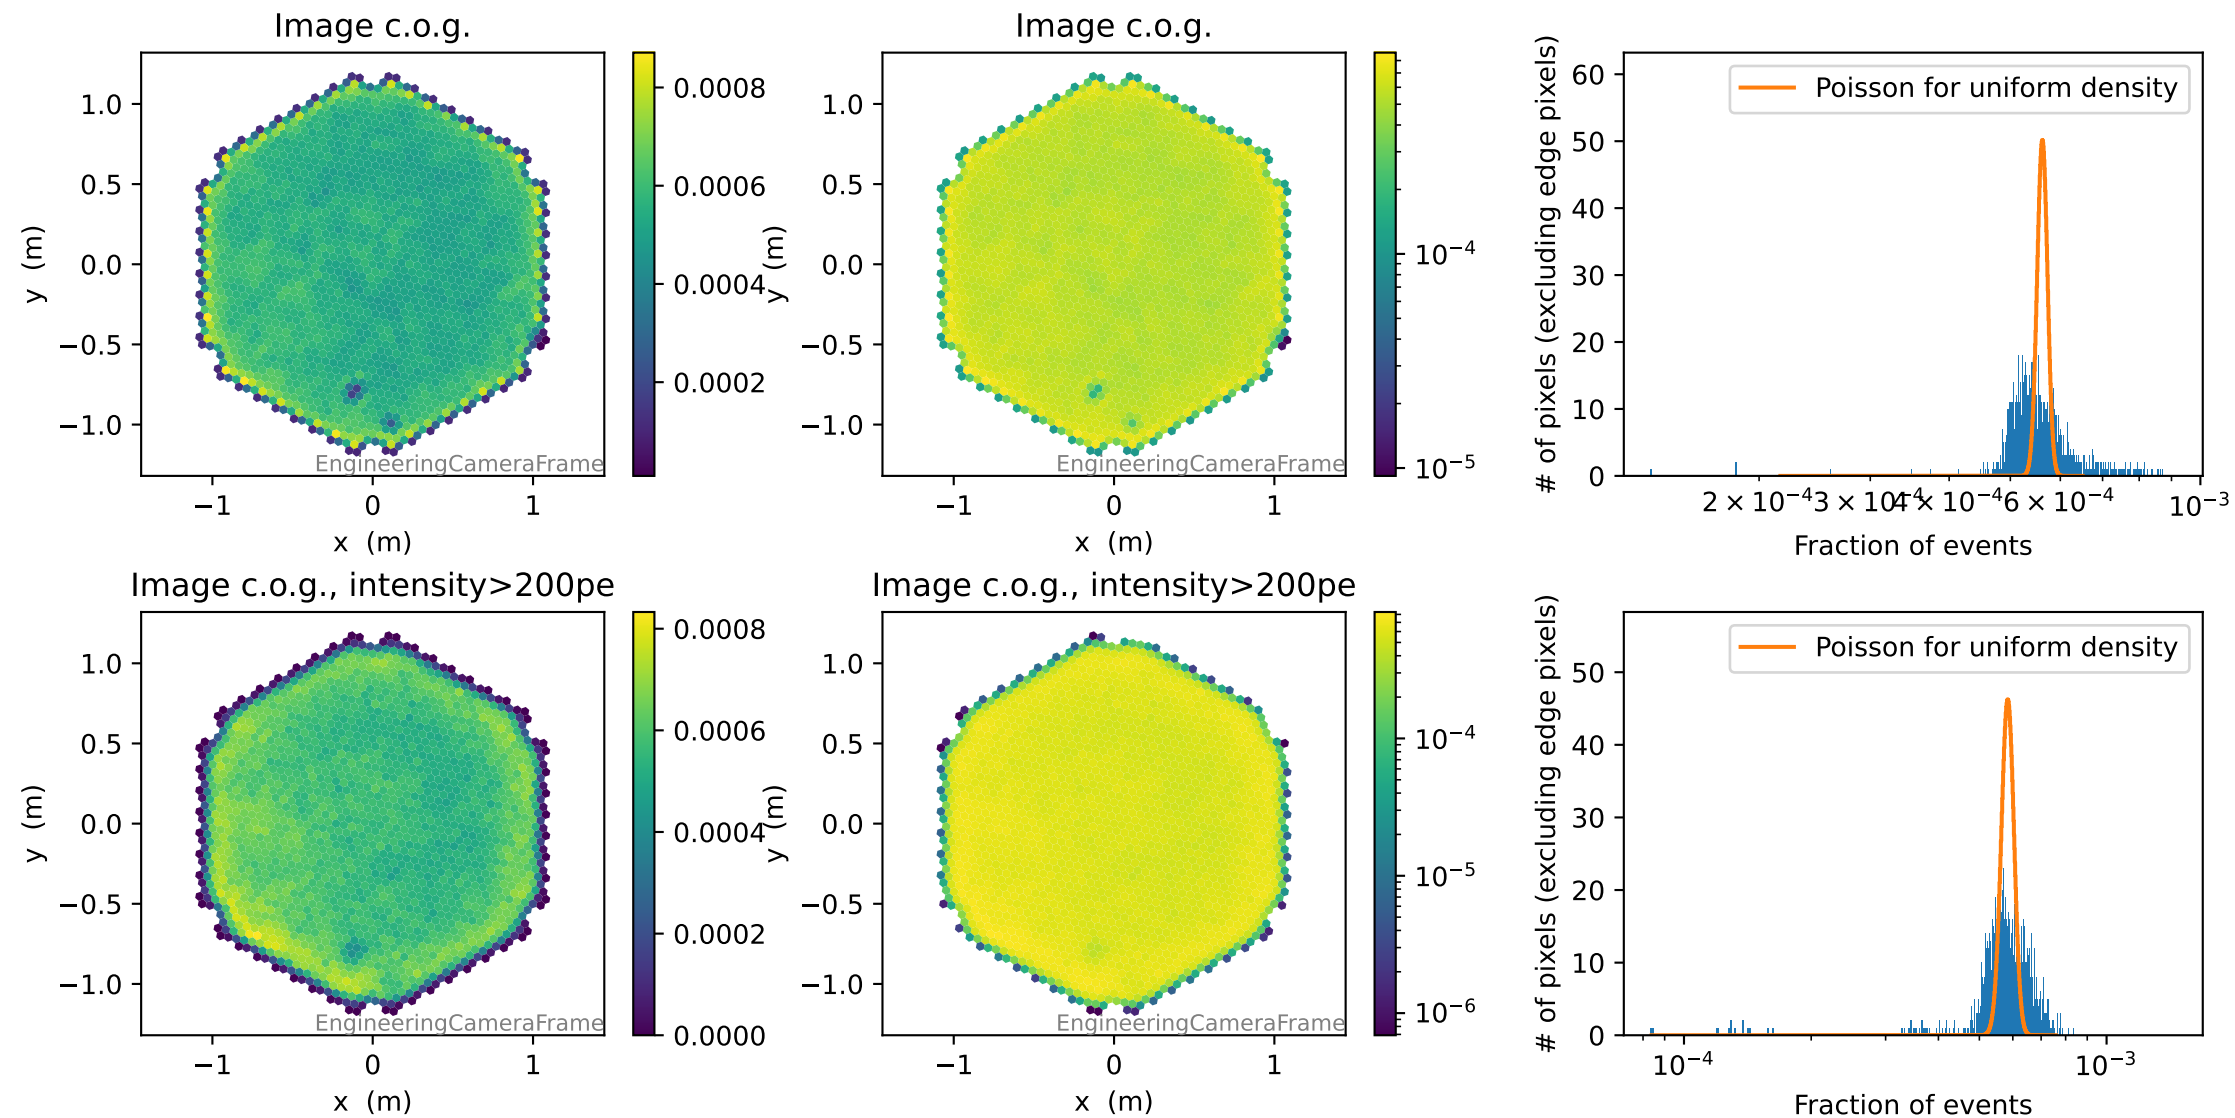 Image c.o.g.
1.0
0.5
0.0
−0.5
−1.0
y (m)
−1
0
1
x (m)
EngineeringCameraFrame
0.0008
0.0006
0.0004
0.0002
Image c.o.g.
1.0
0.5
0.0
−0.5
−1.0
y (m)
−1
0
1
x (m)
EngineeringCameraFrame
10⁻⁴
10⁻⁵
# of pixels (excluding edge pixels)
60
50
40
30
20
10
0
Poisson for uniform density
2 × 10⁻⁴
3 × 10⁻⁴
4 × 10⁻⁴
6 × 10⁻⁴
10⁻³
Fraction of events
Image c.o.g., intensity>200pe
1.0
0.5
0.0
−0.5
−1.0
y (m)
−1
0
1
x (m)
EngineeringCameraFrame
0.0008
0.0006
0.0004
0.0002
0.0000
Image c.o.g., intensity>200pe
1.0
0.5
0.0
−0.5
−1.0
y (m)
−1
0
1
x (m)
EngineeringCameraFrame
10⁻⁴
10⁻⁵
10⁻⁶
# of pixels (excluding edge pixels)
50
40
30
20
10
0
Poisson for uniform density
10⁻⁴
10⁻³
Fraction of events